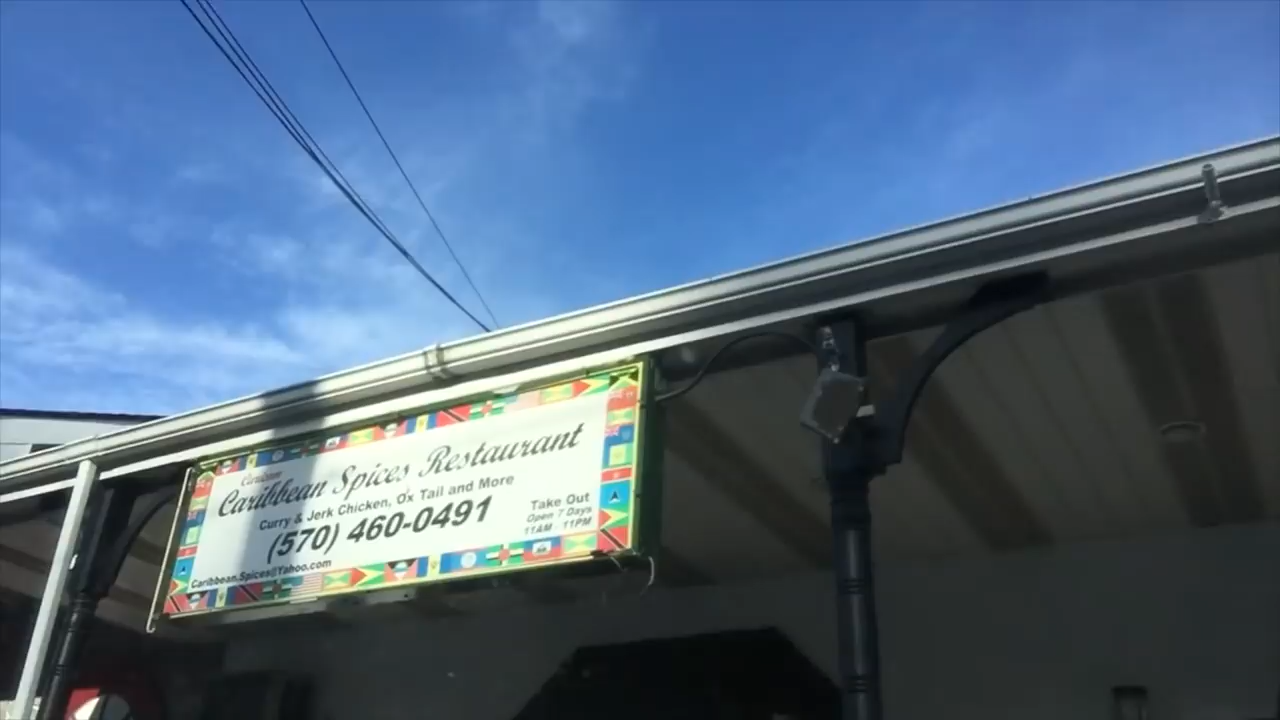 Caribbean Spices Restaurant
Curry & Jerk Chicken, Ox Tail and More
(570) 460-0491
Take Out
Open 7 Days
11AM - 11PM
Caribbean.Spices@Yahoo.com